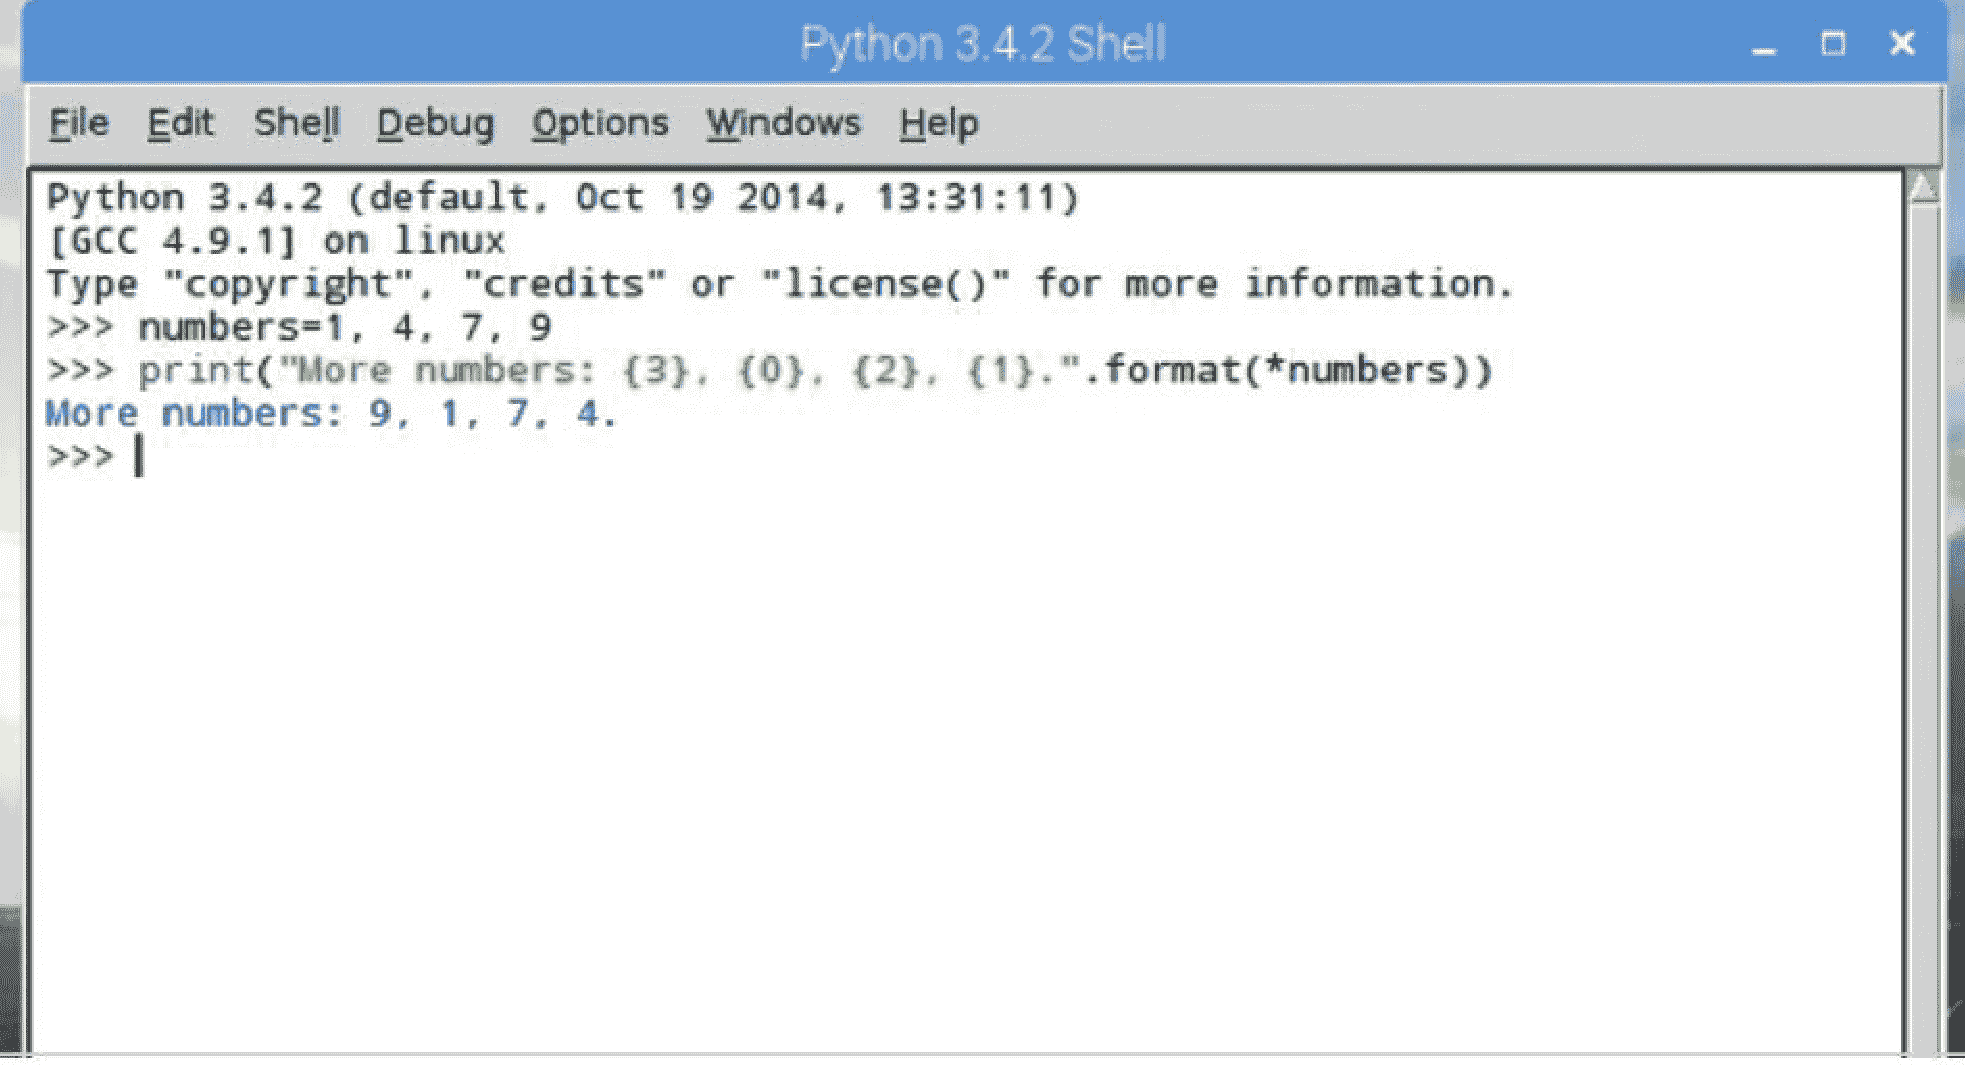 Python 3.4.2 Shell
File Edit Shell Debug Options Windows Help
Python 3.4.2 (default, Oct 19 2014, 13:31:11)
[GCC 4.9.1] on linux
Type "copyright", "credits" or "license()" for more information.
>>> numbers=1, 4, 7, 9
>>> print("More numbers: {3}, {0}, {2}, {1}.".format(*numbers))
More numbers: 9, 1, 7, 4.
>>>